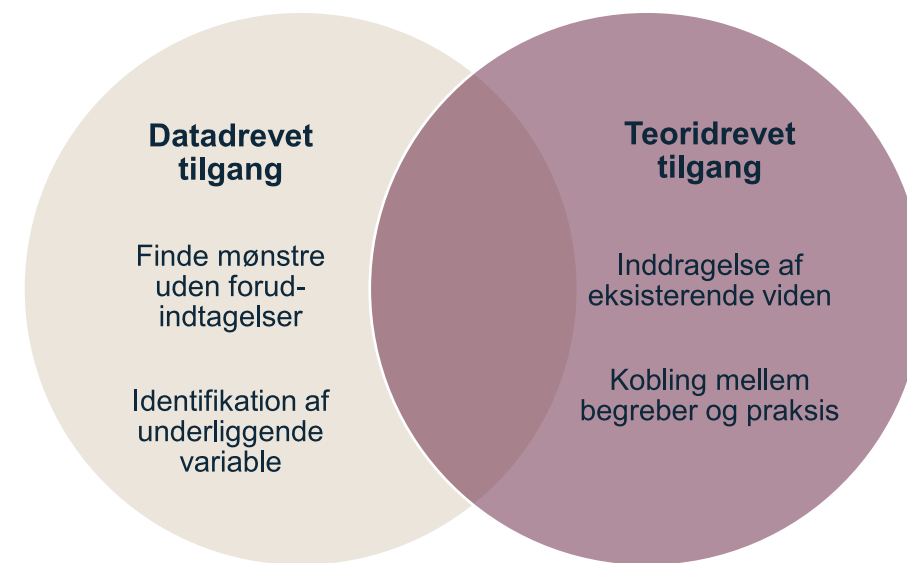 Datadrevet
tilgang
Finde mønstre
uden forud-
indtagelser
Identifikation af
underliggende
variable
Teoridrevet
tilgang
Inddragelse af
eksisterende viden
Kobling mellem
begreber og praksis